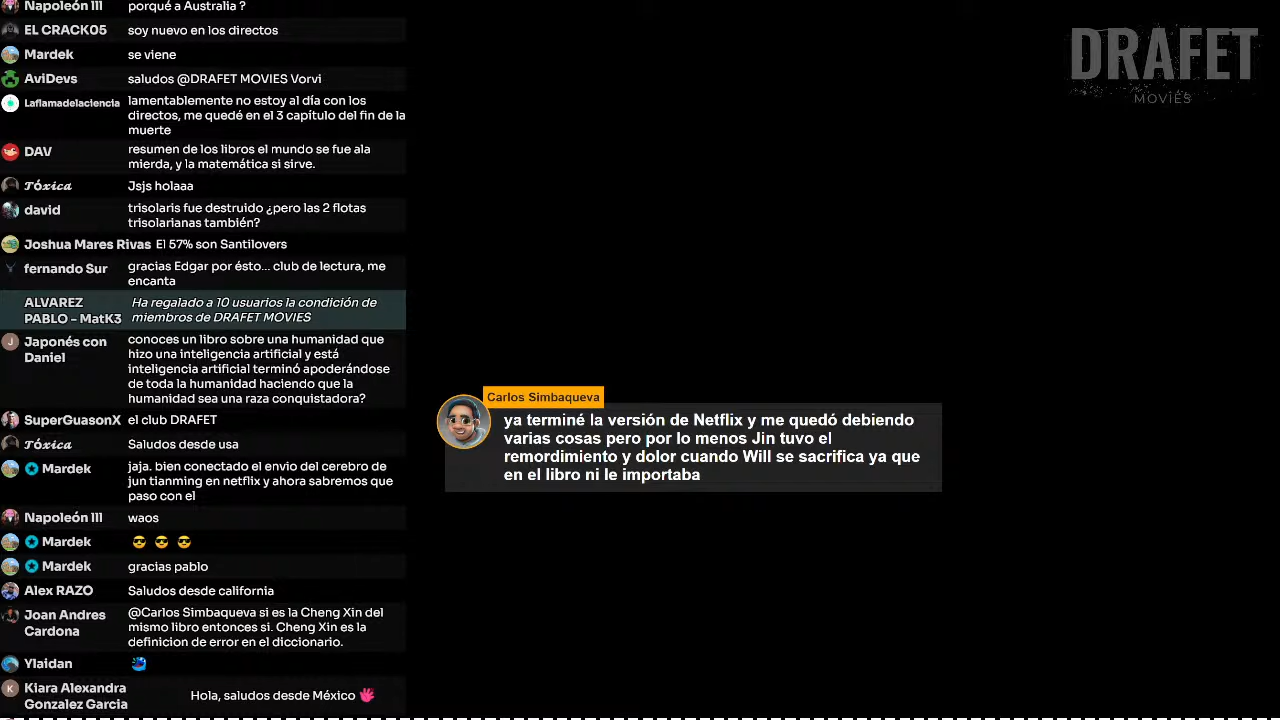 Napoleón III porqué a Australia ?
EL CRACK05 soy nuevo en los directos
Mardek se viene
AviDevs saludos @DRAFET MOVIES Vorvi
Laflamadelaciencia lamentablemente no estoy al día con los
directos, me quedé en el 3 capítulo del fin de la
muerte
DAV resumen de los libros el mundo se fue ala
mierda, y la matemática si sirve.
𝓣ó𝔁𝓲𝓬𝓪 Jsjs holaaa
david trisolaris fue destruido ¿pero las 2 flotas
trisolarianas también?
Joshua Mares Rivas El 57% son Santilovers
fernando Sur gracias Edgar por ésto... club de lectura, me
encanta
ALVAREZ Ha regalado a 10 usuarios la condición de
PABLO - MatK3 miembros de DRAFET MOVIES
Japonés con conoces un libro sobre una humanidad que
Daniel hizo una inteligencia artificial y está
inteligencia artificial terminó apoderándose
de toda la humanidad haciendo que la
humanidad sea una raza conquistadora?
SuperGuasonX el club DRAFET
𝓣ó𝔁𝓲𝓬𝓪 Saludos desde usa
Mardek jaja. bien conectado el envio del cerebro de
jun tianming en netflix y ahora sabremos que
paso con el
Napoleón III waos
Mardek 😎 😎 😎
Mardek gracias pablo
Alex RAZO Saludos desde california
Joan Andres @Carlos Simbaqueva si es la Cheng Xin del
Cardona mismo libro entonces si. Cheng Xin es la
definicion de error en el diccionario.
Ylaidan
Kiara Alexandra Hola, saludos desde México
Gonzalez Garcia
DRAFET
MOVIES
Carlos Simbaqueva
ya terminé la versión de Netflix y me quedó debiendo
varias cosas pero por lo menos Jin tuvo el
remordimiento y dolor cuando Will se sacrifica ya que
en el libro ni le importaba
J
K